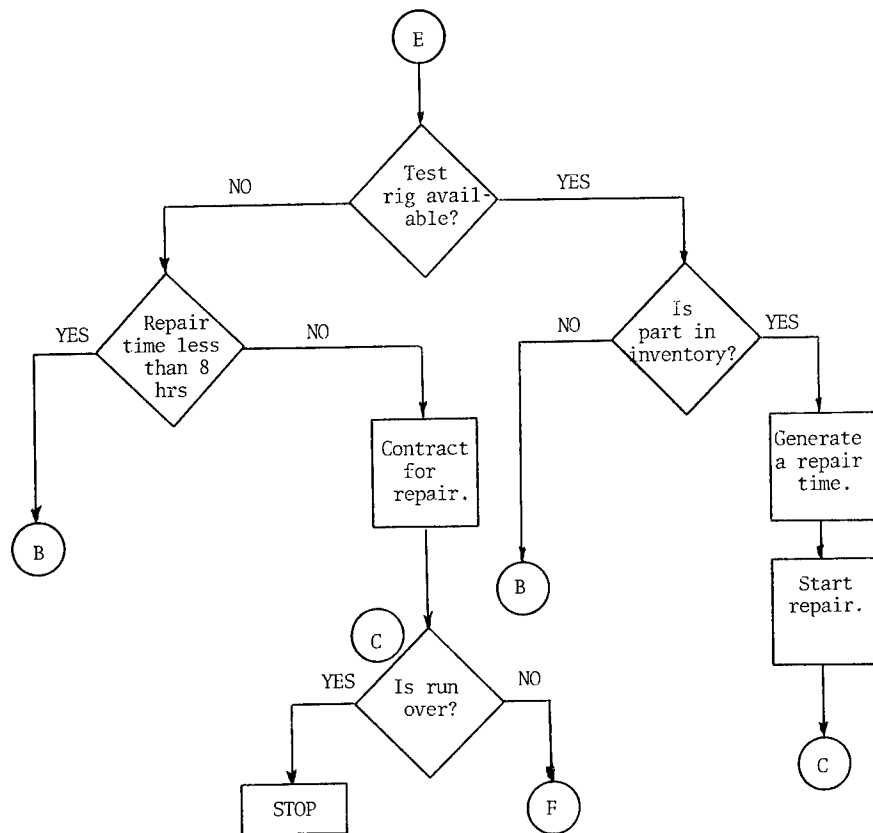 E
Test
rig avail-
able?
NO
YES
Repair
time less
than 8
hrs
YES
NO
Is
part in
inventory?
NO
YES
Contract
for
repair.
Generate
a repair
time.
B
B
Start
repair.
C
Is run
over?
YES
NO
C
STOP
F